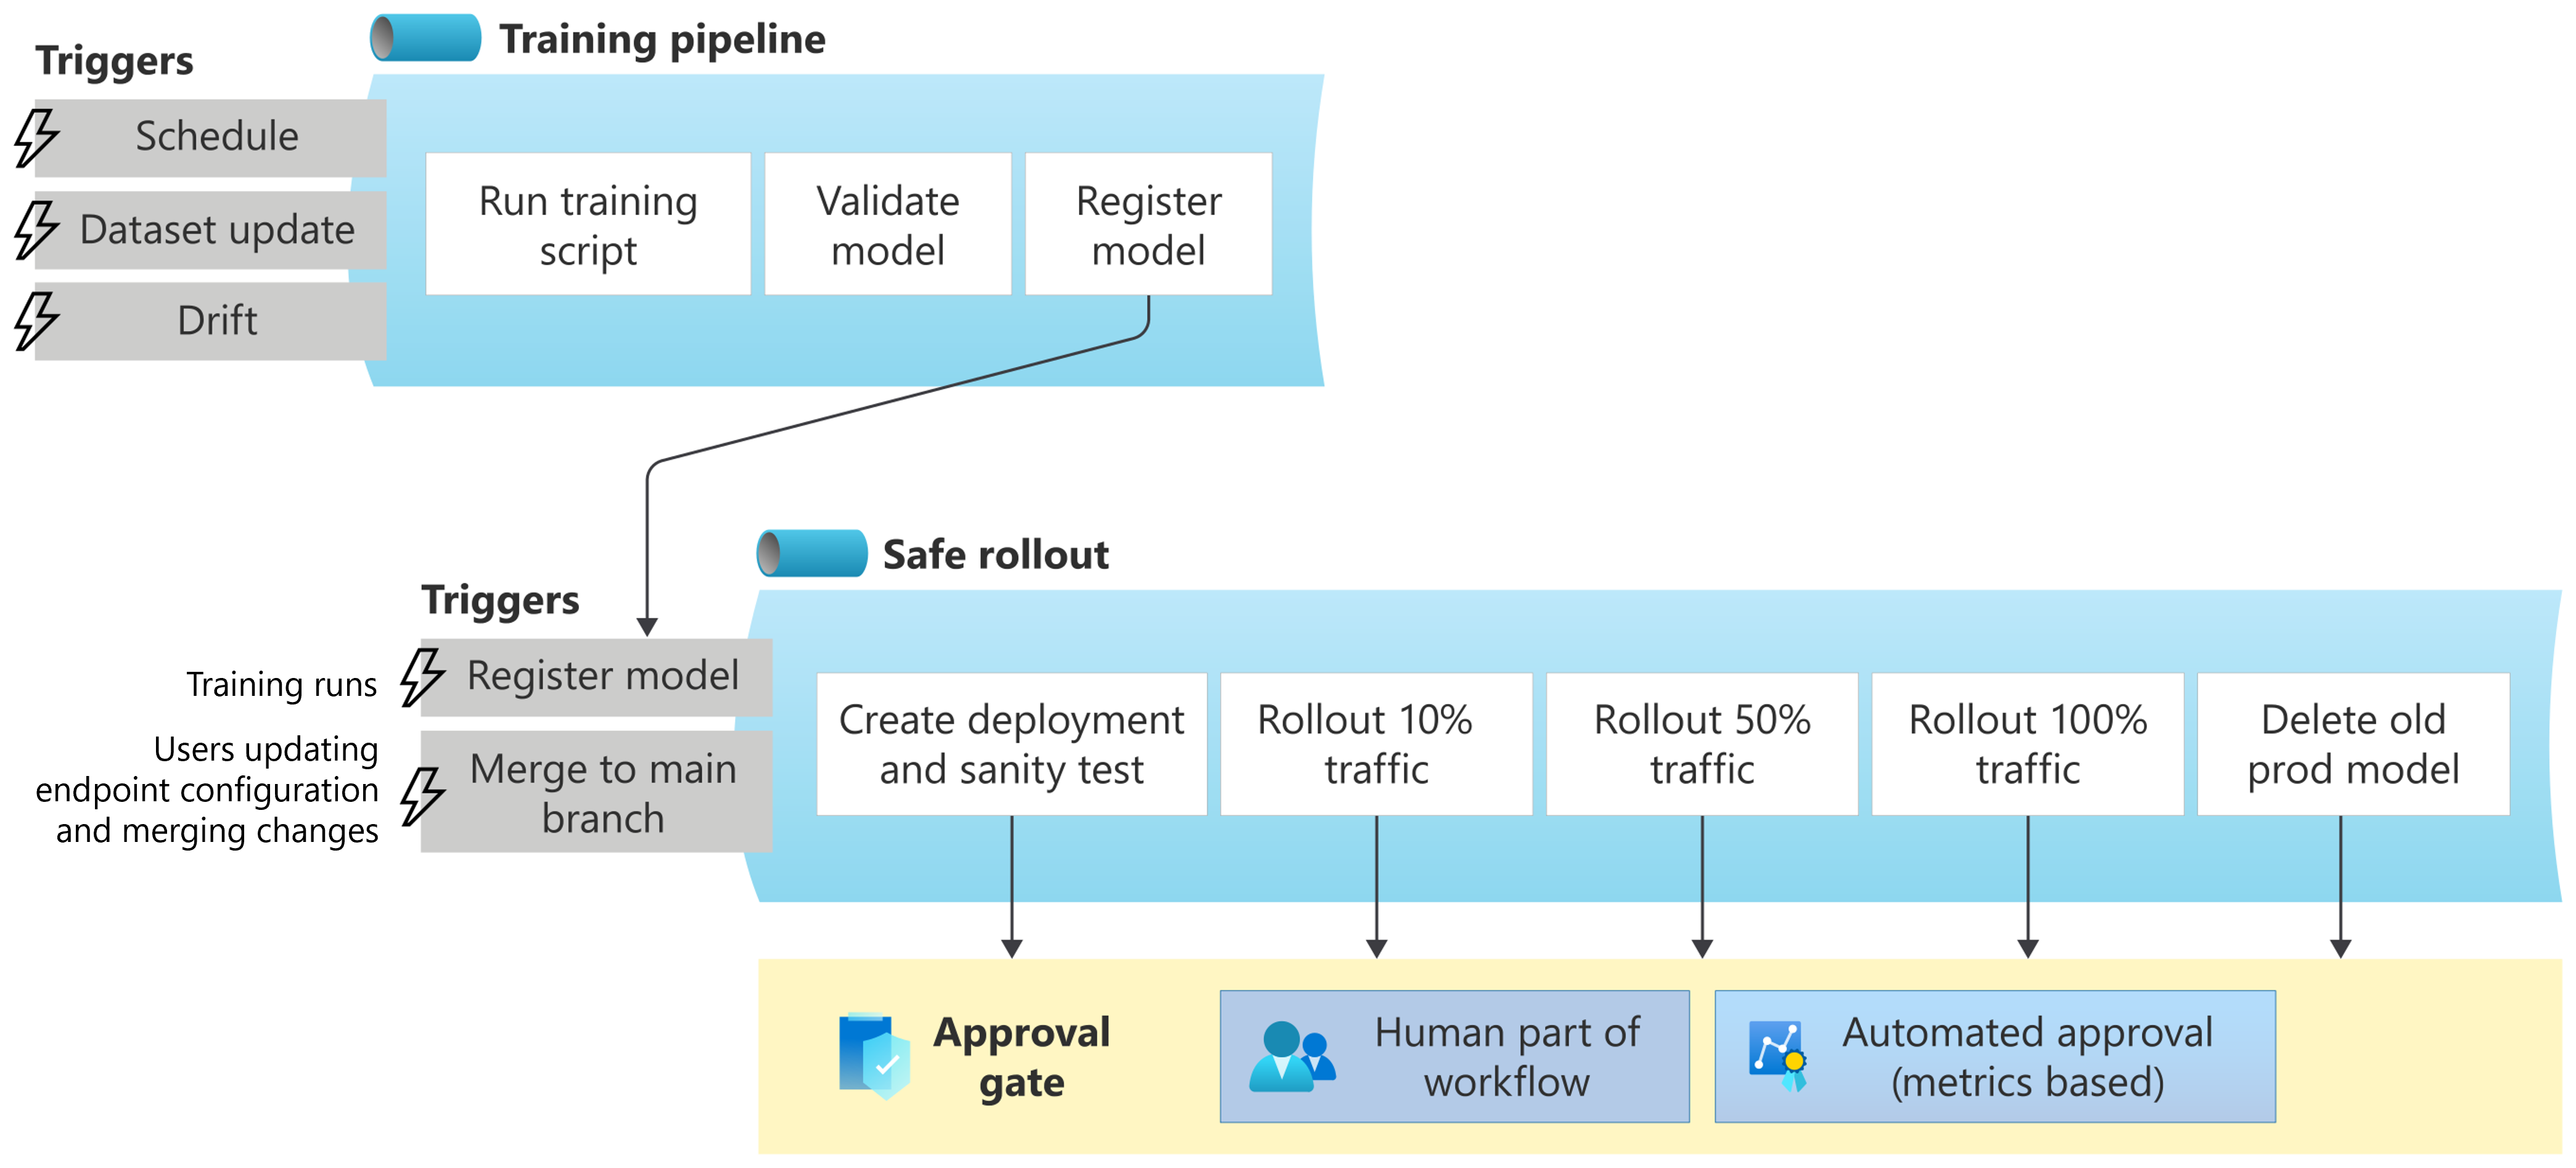 Training pipeline
Triggers
Schedule
Dataset update
Drift
Run training
script
Validate
model
Register
model
Safe rollout
Triggers
Training runs
Register model
Users updating
endpoint configuration
and merging changes
Merge to main
branch
Create deployment
and sanity test
Rollout 10%
traffic
Rollout 50%
traffic
Rollout 100%
traffic
Delete old
prod model
Approval
gate
Human part of
workflow
Automated approval
(metrics based)